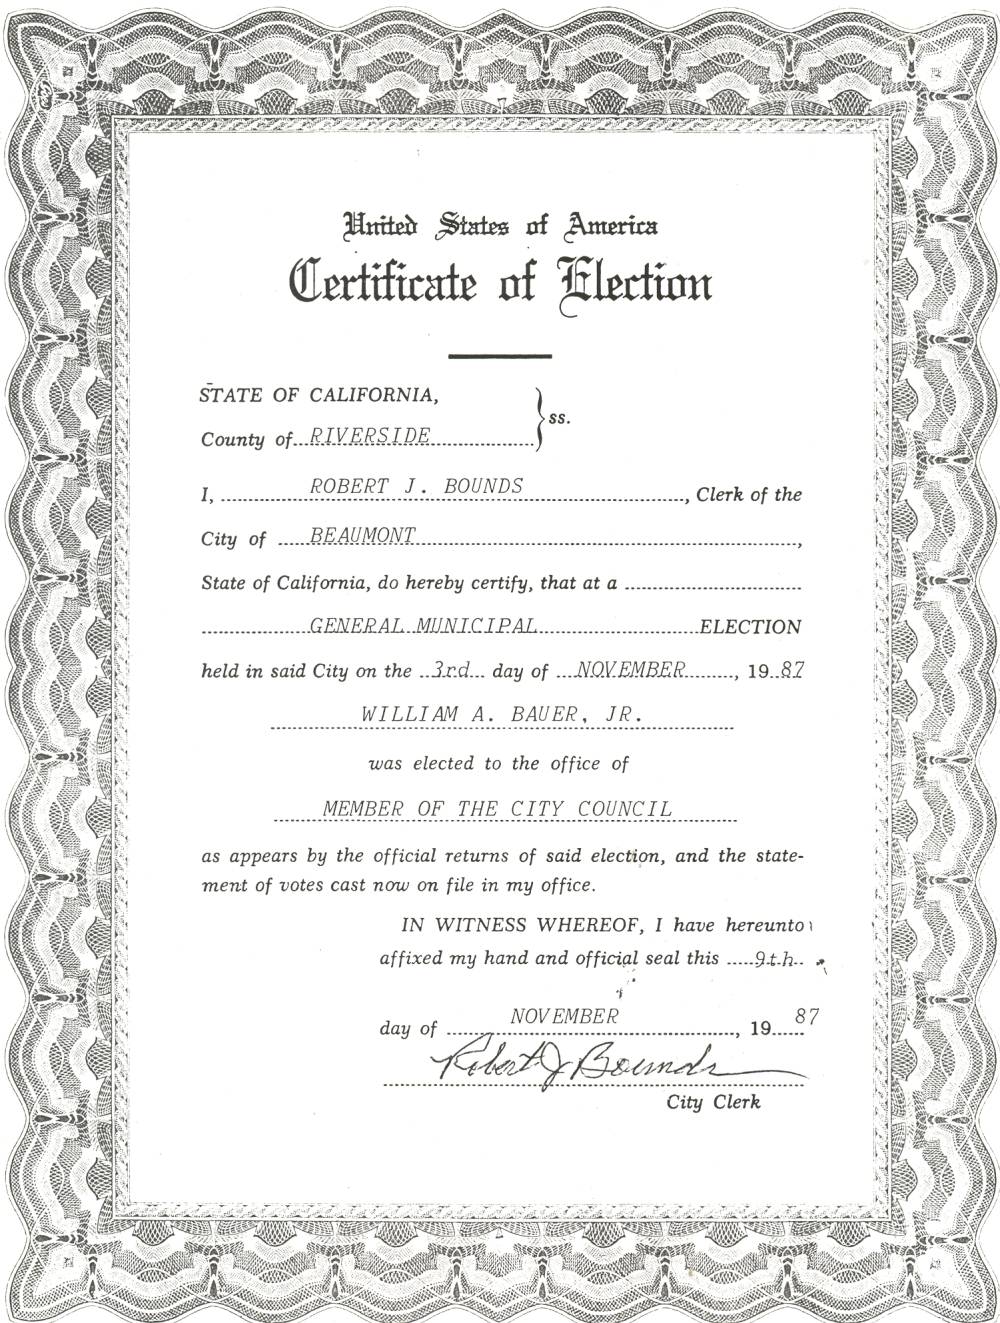 United States of America
Certificate of Election
STATE OF CALIFORNIA,
County of RIVERSIDE } ss.
I, ROBERT J. BOUNDS, Clerk of the
City of BEAUMONT,
State of California, do hereby certify, that at a
GENERAL MUNICIPAL ELECTION
held in said City on the 3rd day of NOVEMBER, 19 87
WILLIAM A. BAUER, JR.
was elected to the office of
MEMBER OF THE CITY COUNCIL
as appears by the official returns of said election, and the state-
ment of votes cast now on file in my office.
IN WITNESS WHEREOF, I have hereunto
affixed my hand and official seal this 9th
day of NOVEMBER, 19 87
Robert J Bounds
City Clerk